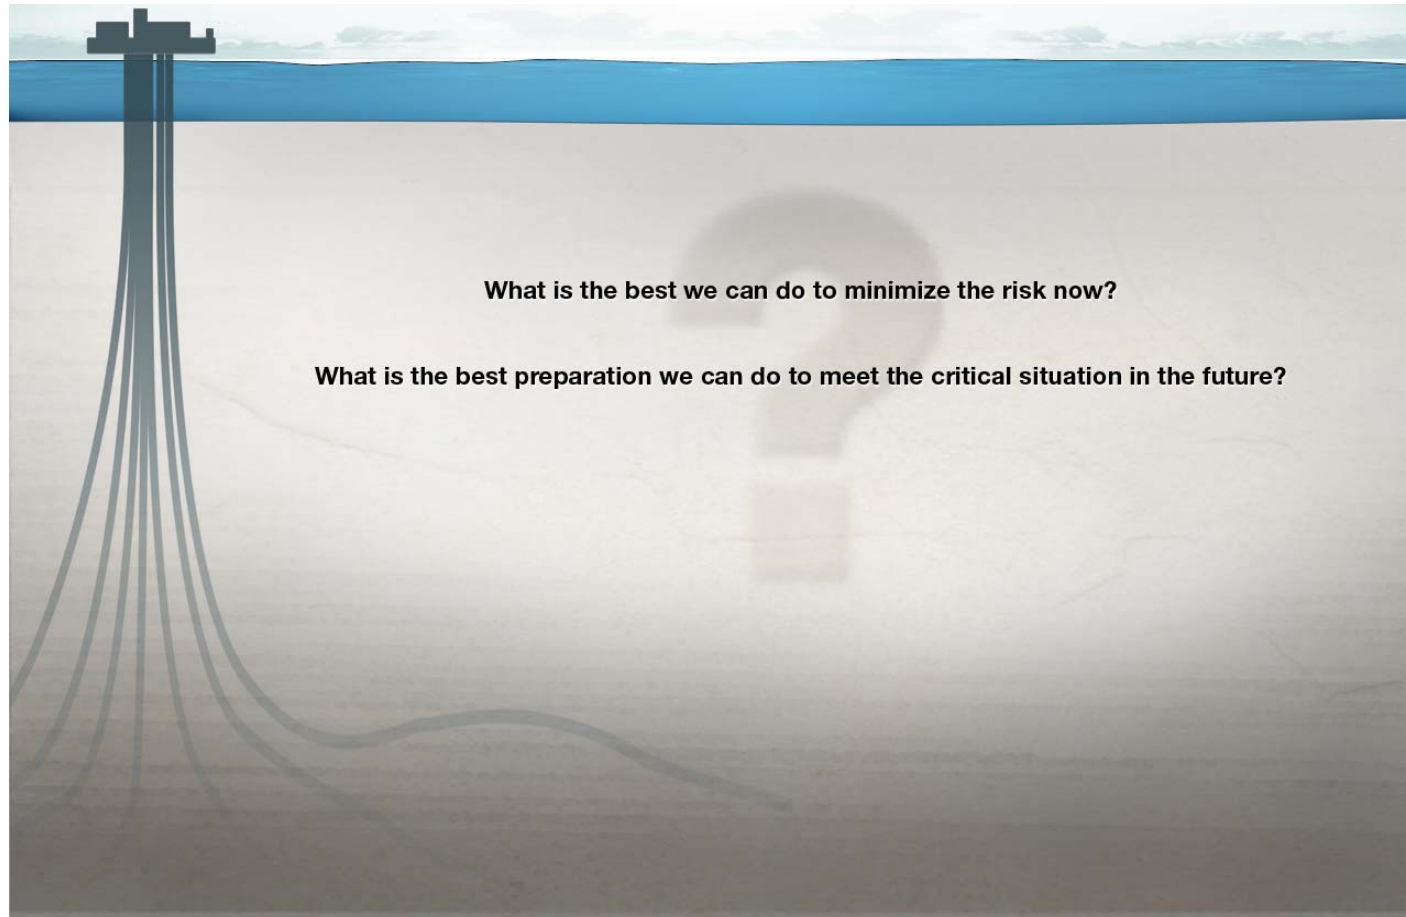 What is the best we can do to minimize the risk now?
What is the best preparation we can do to meet the critical situation in the future?